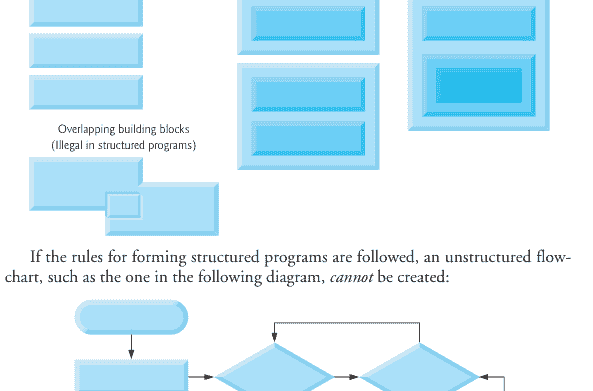 Overlapping building blocks
(Illegal in structured programs)
If the rules for forming structured programs are followed, an unstructured flow-
chart, such as the one in the following diagram, cannot be created: